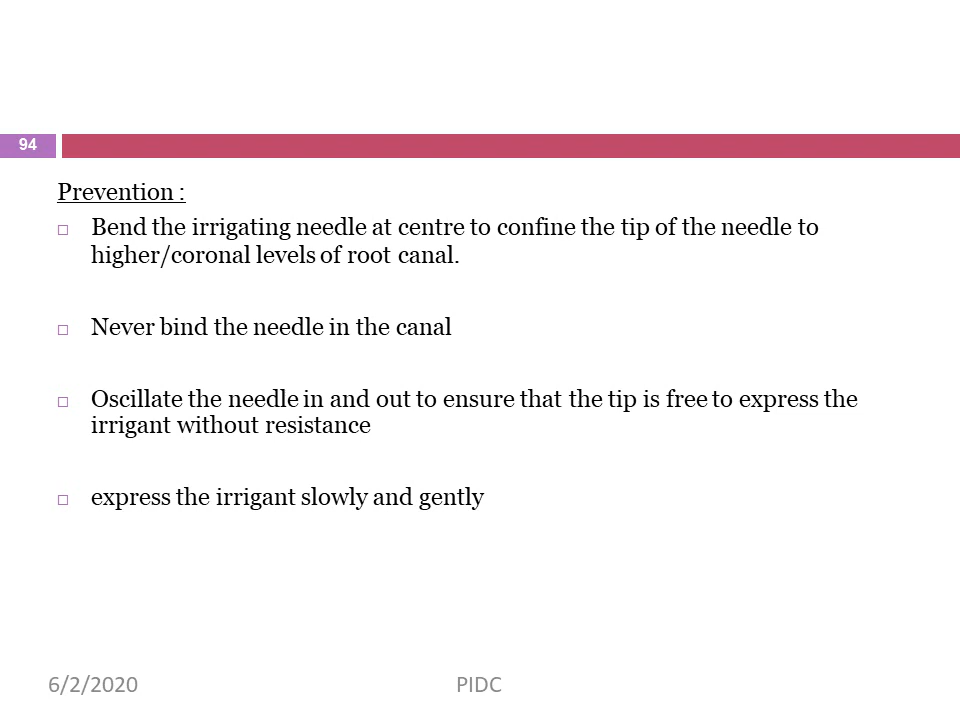 94
Prevention :
Bend the irrigating needle at centre to confine the tip of the needle to
higher/coronal levels of root canal.
Never bind the needle in the canal
Oscillate the needle in and out to ensure that the tip is free to express the
irrigant without resistance
express the irrigant slowly and gently
6/2/2020 PIDC